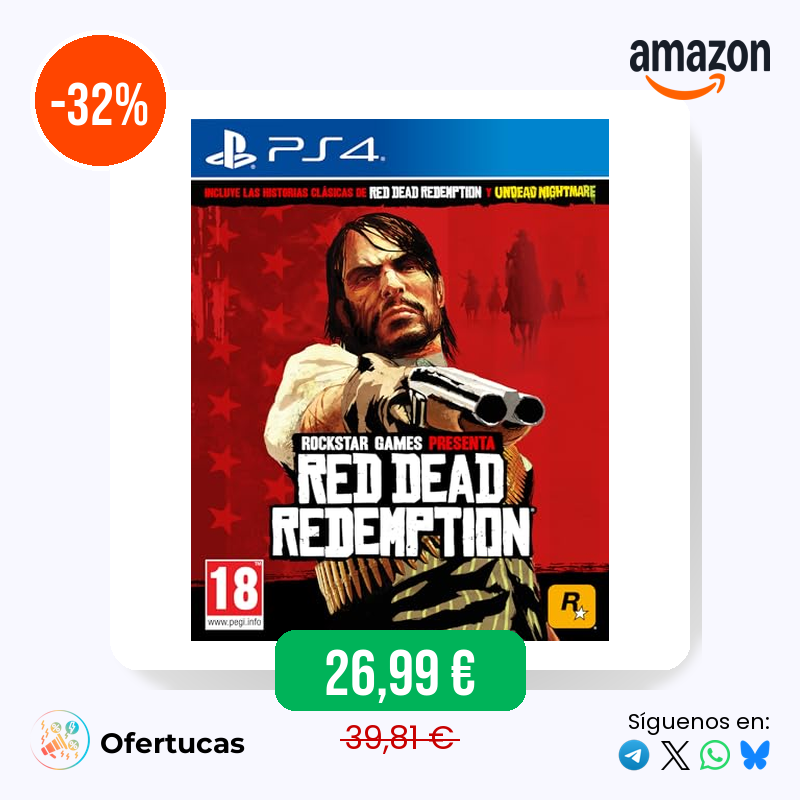 -32%
amazon
PS4
INCLUYE LAS HISTORIAS CLÁSICAS DE RED DEAD REDEMPTION Y UNDEAD NIGHTMARE
ROCKSTAR GAMES PRESENTA
RED DEAD
REDEMPTION
18
www.pegi.info
R
26,99 €
39,81 €
Ofertucas
Síguenos en: